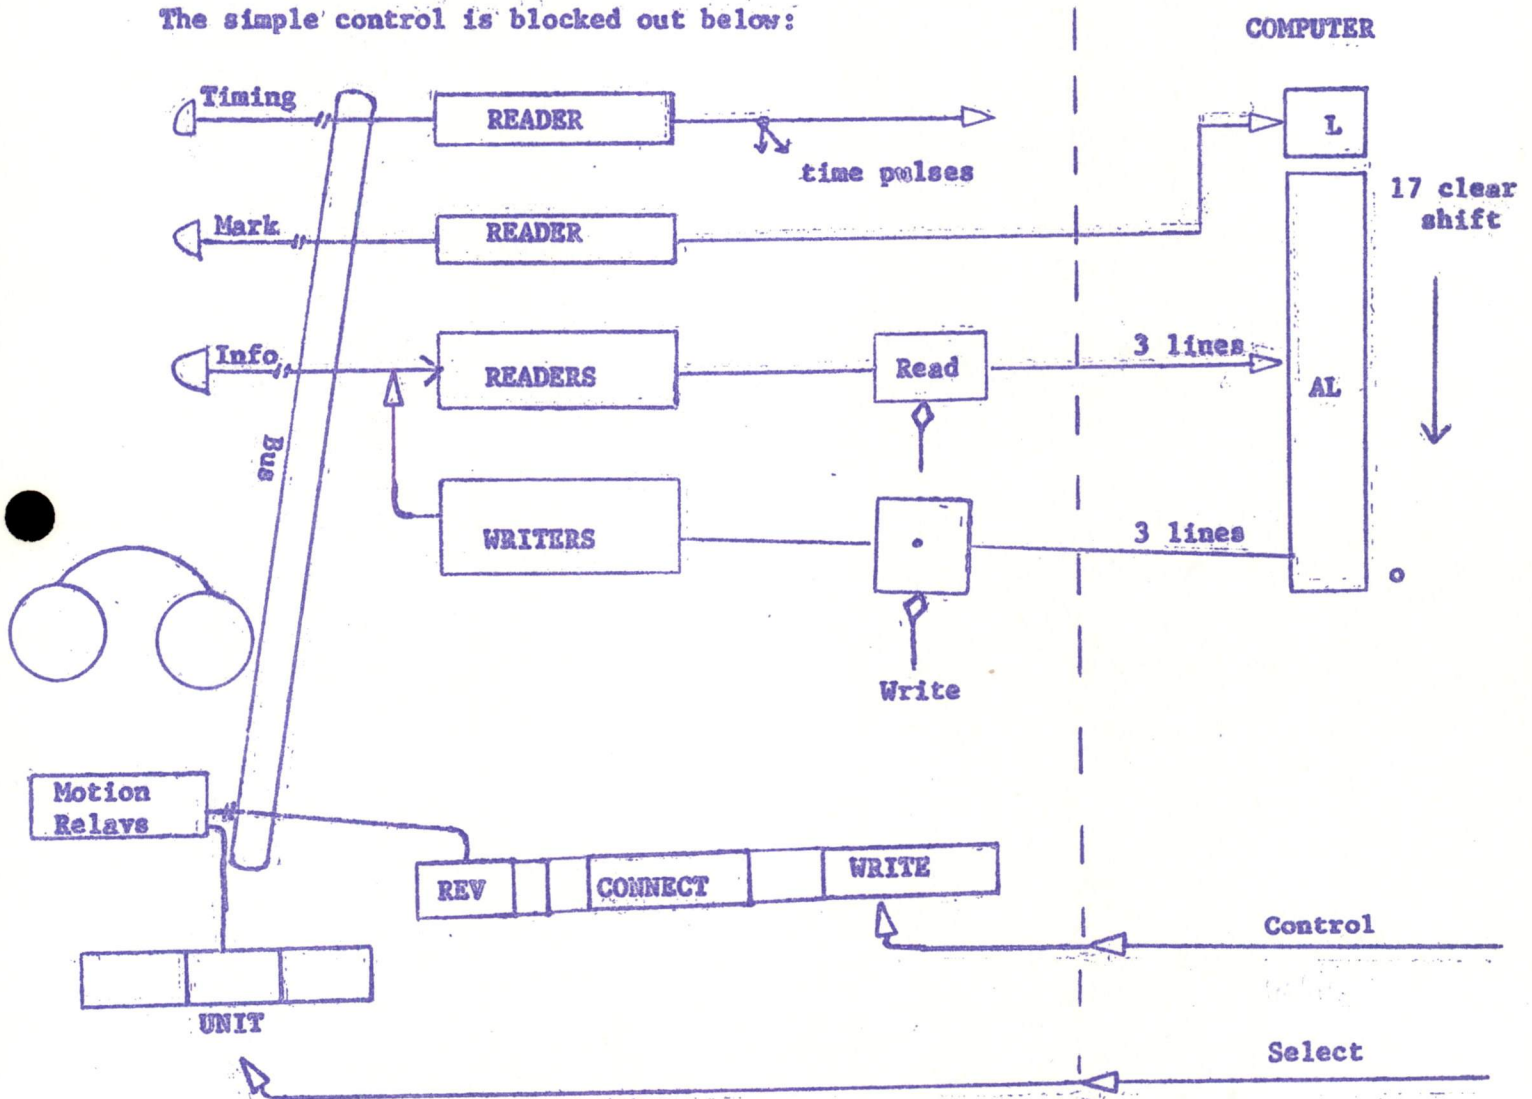 The simple control is blocked out below:
COMPUTER
Timing
READER
L
time pulses
17 clear
shift
Mark
READER
Info
READERS
Read
3 lines
AL
Bus
WRITERS
3 lines
o
Write
Motion
Relays
REV
CONNECT
WRITE
Control
UNIT
Select